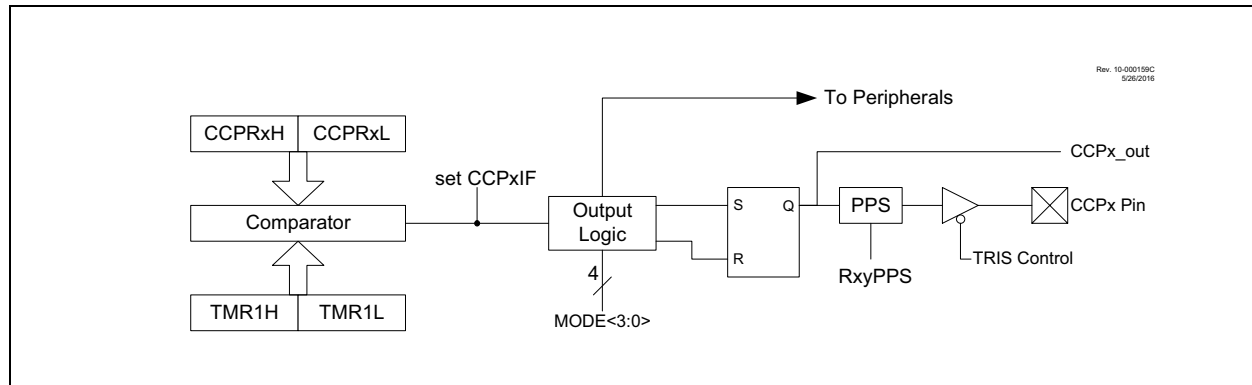 Rev. 10-000159C
5/26/2016
To Peripherals
CCPRxH CCPRxL
CCPx_out
set CCPxIF
Comparator
Output
Logic
S Q
R
PPS
CCPx Pin
4
RxyPPS
TRIS Control
TMR1H TMR1L
MODE<3:0>